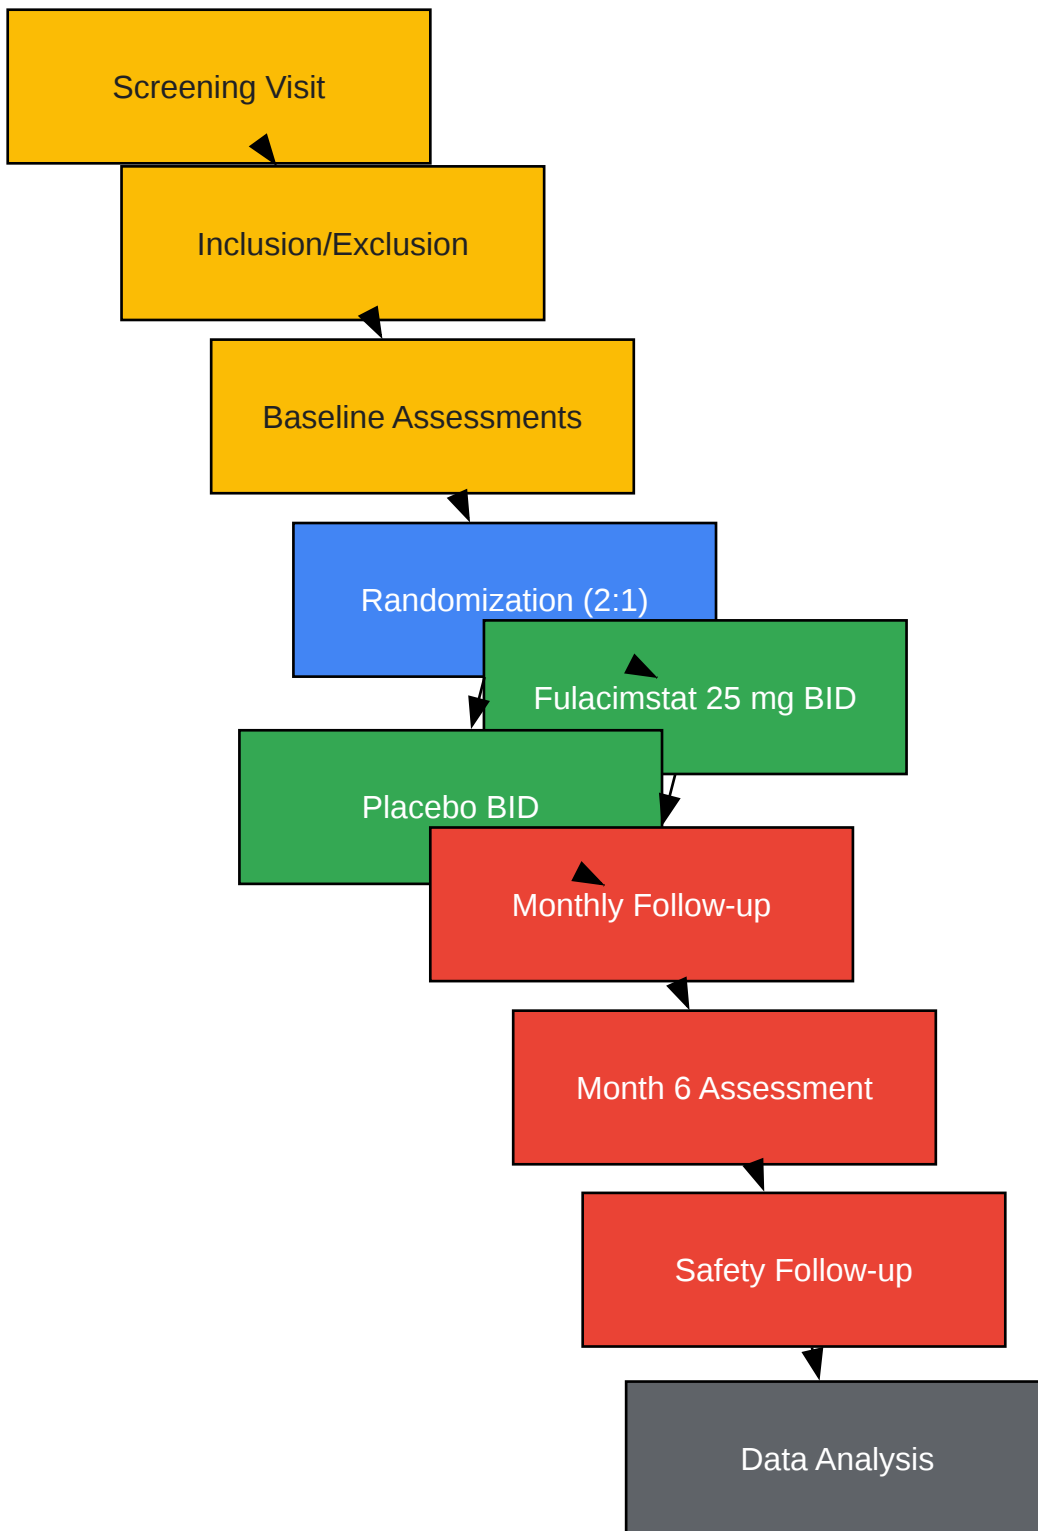 Screening Visit
Inclusion/Exclusion
Baseline Assessments
Randomization (2:1)
Fulacimstat 25 mg BID
Placebo BID
Monthly Follow-up
Month 6 Assessment
Safety Follow-up
Data Analysis